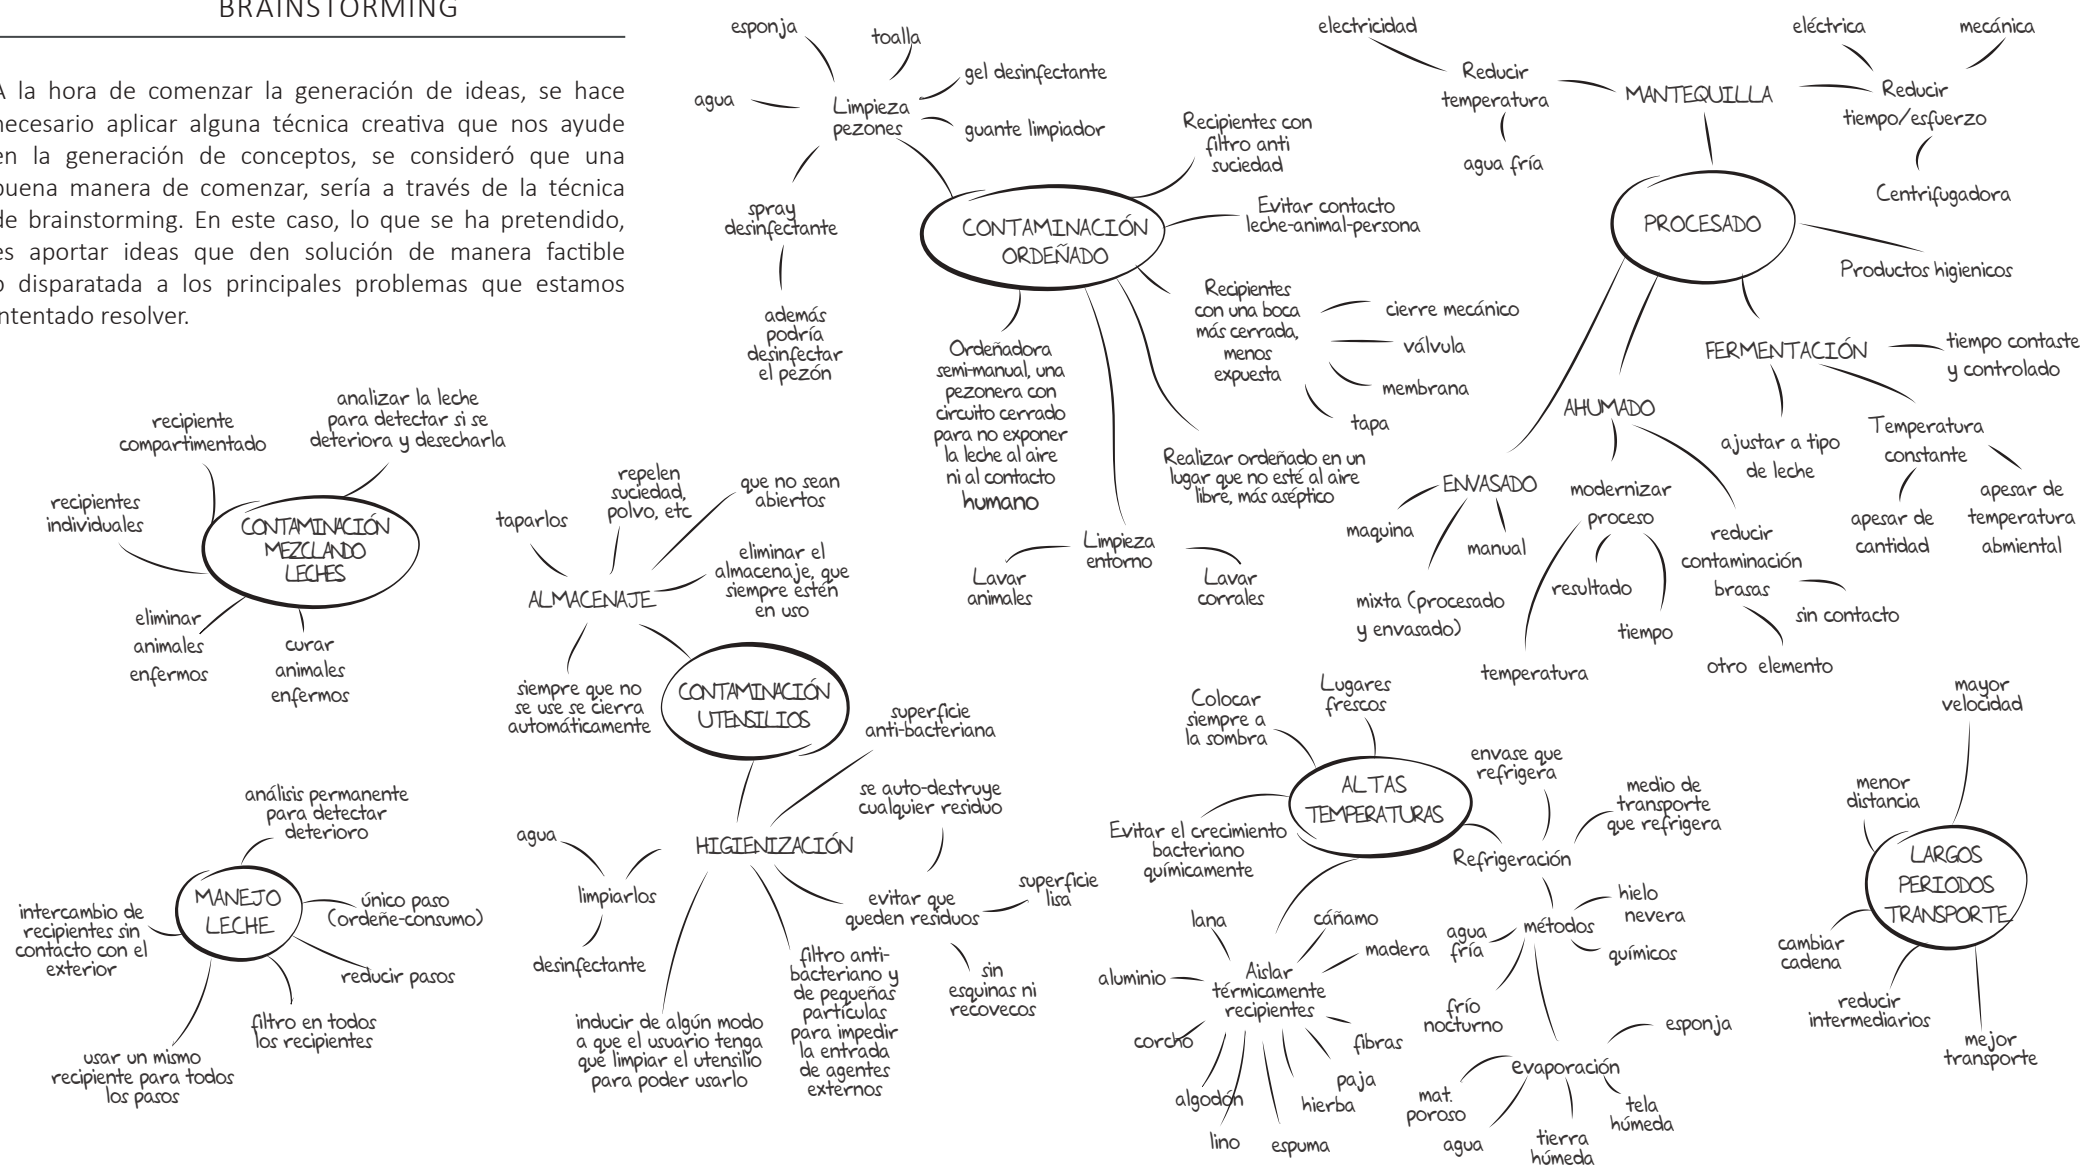 BRAINSTORMING
A la hora de comenzar la generación de ideas, se hace
necesario aplicar alguna técnica creativa que nos ayude
en la generación de conceptos, se consideró que una
buena manera de comenzar, sería a través de la técnica
de brainstorming. En este caso, lo que se ha pretendido,
es aportar ideas que den solución de manera factible
o disparatada a los principales problemas que estamos
intentado resolver.
esponja
toalla
gel desinfectante
agua
Limpieza
pezones
guante limpiador
spray
desinfectante
además
podría
desinfectar
el pezón
CONTAMINACIÓN
ORDEÑADO
Recipientes con
filtro anti
suciedad
Evitar contacto
leche-animal-persona
Recipientes
con una boca
más cerrada,
menos
expuesta
cierre mecánico
válvula
membrana
tapa
Ordeñadora
semi-manual, una
pezonera con
circuito cerrado
para no exponer
la leche al aire
ni al contacto
humano
Realizar ordeñado en un
lugar que no esté al aire
libre, más aséptico
Limpieza
entorno
Lavar
animales
Lavar
corrales
electricidad
Reducir
temperatura
agua fría
MANTEQUILLA
eléctrica
mecánica
Reducir
tiempo/esfuerzo
Centrifugadora
PROCESADO
Productos higienicos
FERMENTACIÓN
tiempo contaste
y controlado
ajustar a tipo
de leche
Temperatura
constante
apesar de
cantidad
apesar de
temperatura
abmiental
AHUMADO
modernizar
proceso
resultado
tiempo
temperatura
reducir
contaminación
brasas
sin contacto
otro elemento
ENVASADO
maquina
manual
mixta (procesado
y envasado)
recipiente
compartimentado
analizar la leche
para detectar si se
deteriora y desecharla
recipientes
individuales
CONTAMINACIÓN
MEZCLANDO
LECHES
eliminar
animales
enfermos
curar
animales
enfermos
taparlos
repelen
suciedad,
polvo, etc
que no sean
abiertos
eliminar el
almacenaje, que
siempre estén
en uso
ALMACENAJE
siempre que no
se use se cierra
automáticamente
CONTAMINACIÓN
UTENSILIOS
superficie
anti-bacteriana
se auto-destruye
cualquier residuo
HIGIENIZACIÓN
agua
limpiarlos
desinfectante
evitar que
queden residuos
superficie
lisa
sin
esquinas ni
recovecos
inducir de algún modo
a que el usuario tenga
que limpiar el utensilio
para poder usarlo
filtro anti-
bacteriano y
de pequeñas
partículas
para impedir
la entrada
de agentes
externos
análisis permanente
para detectar
deterioro
MANEJO
LECHE
único paso
(ordeñe-consumo)
intercambio de
recipientes sin
contacto con el
exterior
reducir pasos
filtro en todos
los recipientes
usar un mismo
recipiente para todos
los pasos
Colocar
siempre a
la sombra
Lugares
frescos
ALTAS
TEMPERATURAS
Evitar el crecimiento
bacteriano
químicamente
envase que
refrigera
medio de
transporte
que refrigera
Refrigeración
métodos
hielo
nevera
químicos
agua
fría
frío
nocturno
evaporación
esponja
mat.
poroso
agua
tierra
húmeda
tela
húmeda
Aislar
térmicamente
recipientes
lana
cáñamo
madera
aluminio
corcho
algodón
lino
espuma
hierba
paja
fibras
mayor
velocidad
menor
distancia
LARGOS
PERIODOS
TRANSPORTE
cambiar
cadena
reducir
intermediarios
mejor
transporte